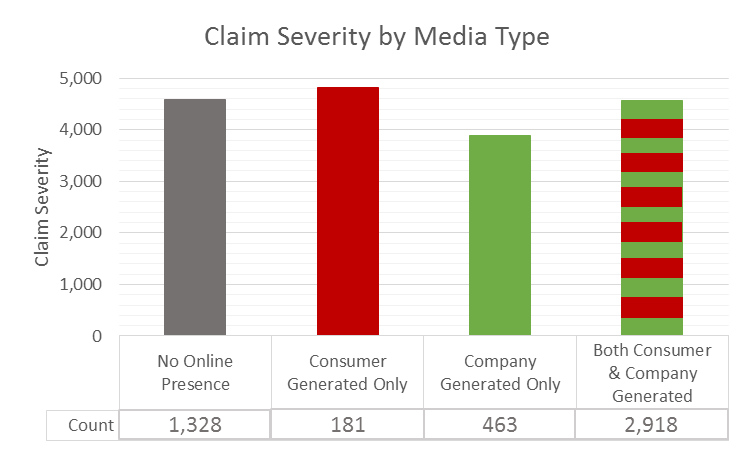 Claim Severity by Media Type
Claim Severity
5,000
4,000
3,000
2,000
1,000
0
No Online
Presence
Consumer
Generated Only
Company
Generated Only
Both Consumer
& Company
Generated
Count 1,328 181 463 2,918